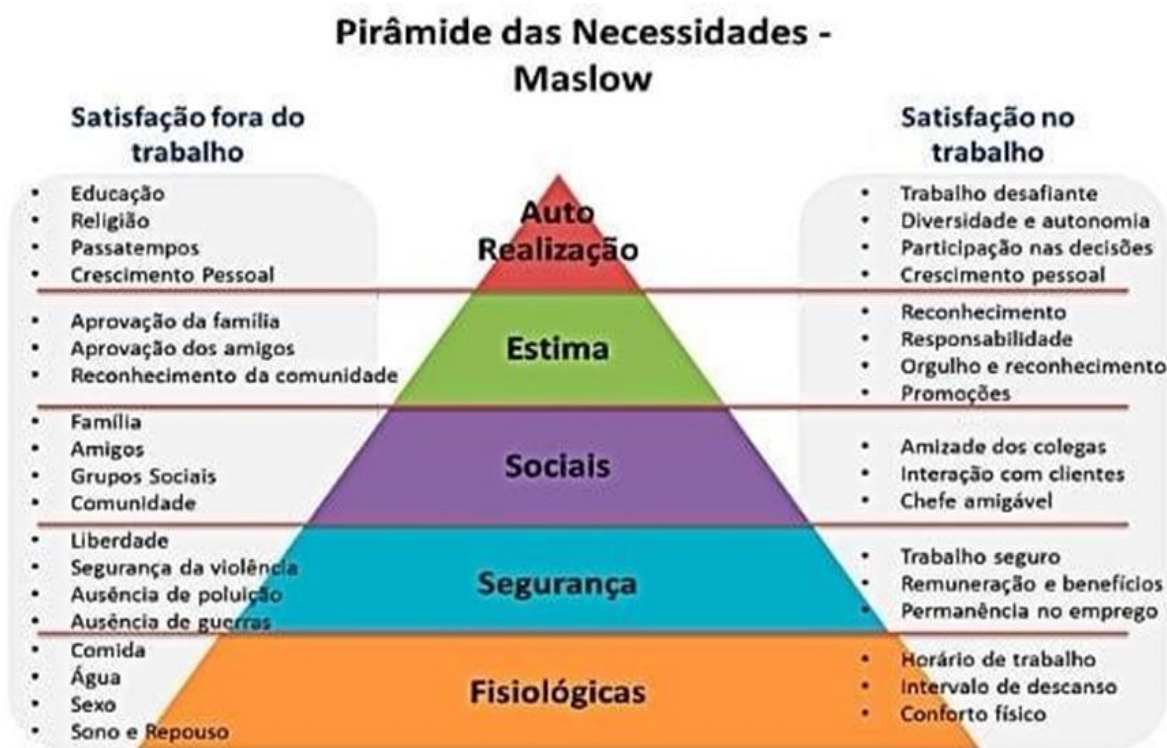 Pirâmide das Necessidades -
Maslow
Satisfação fora do
trabalho
Satisfação no
trabalho
• Educação
• Religião
• Passatempos
• Crescimento Pessoal
Auto
Realização
• Trabalho desafiante
• Diversidade e autonomia
• Participação nas decisões
• Crescimento pessoal
• Aprovação da família
• Aprovação dos amigos
• Reconhecimento da comunidade
Estima
• Reconhecimento
• Responsabilidade
• Orgulho e reconhecimento
• Promoções
• Família
• Amigos
• Grupos Sociais
• Comunidade
Sociais
• Amizade dos colegas
• Interação com clientes
• Chefe amigável
• Liberdade
• Segurança da violência
• Ausência de poluição
• Ausência de guerras
Segurança
• Trabalho seguro
• Remuneração e benefícios
• Permanência no emprego
• Comida
• Água
• Sexo
• Sono e Repouso
Fisiológicas
• Horário de trabalho
• Intervalo de descanso
• Conforto físico